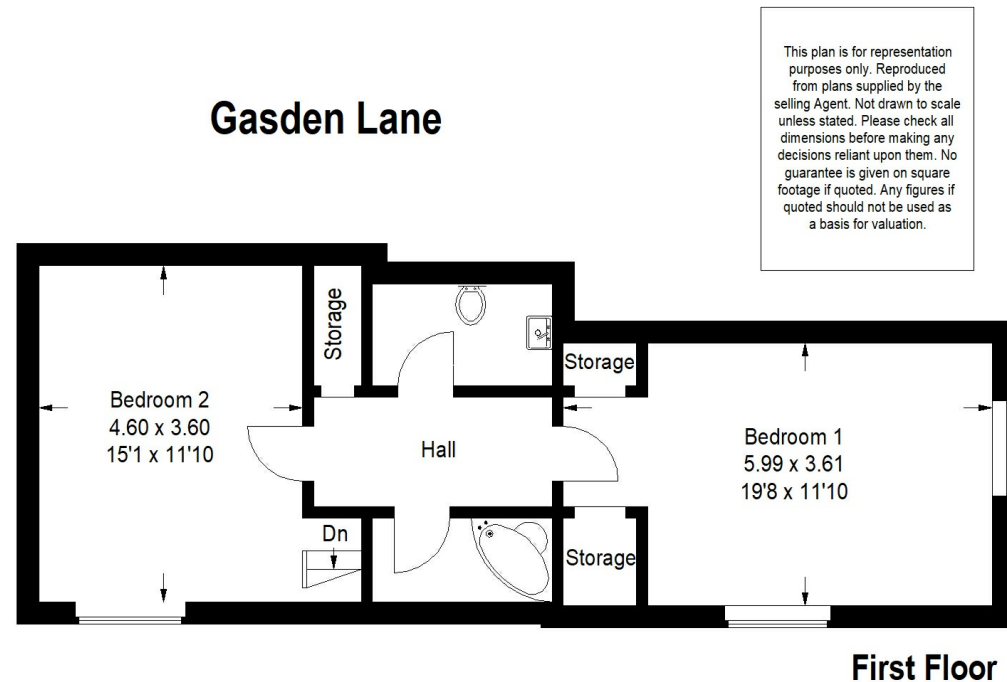 Gasden Lane
This plan is for representation
purposes only. Reproduced
from plans supplied by the
selling Agent. Not drawn to scale
unless stated. Please check all
dimensions before making any
decisions reliant upon them. No
guarantee is given on square
footage if quoted. Any figures if
quoted should not be used as
a basis for valuation.
Bedroom 2
4.60 x 3.60
15'1 x 11'10
Storage
Hall
Dn
Storage
Bedroom 1
5.99 x 3.61
19'8 x 11'10
Storage
First Floor